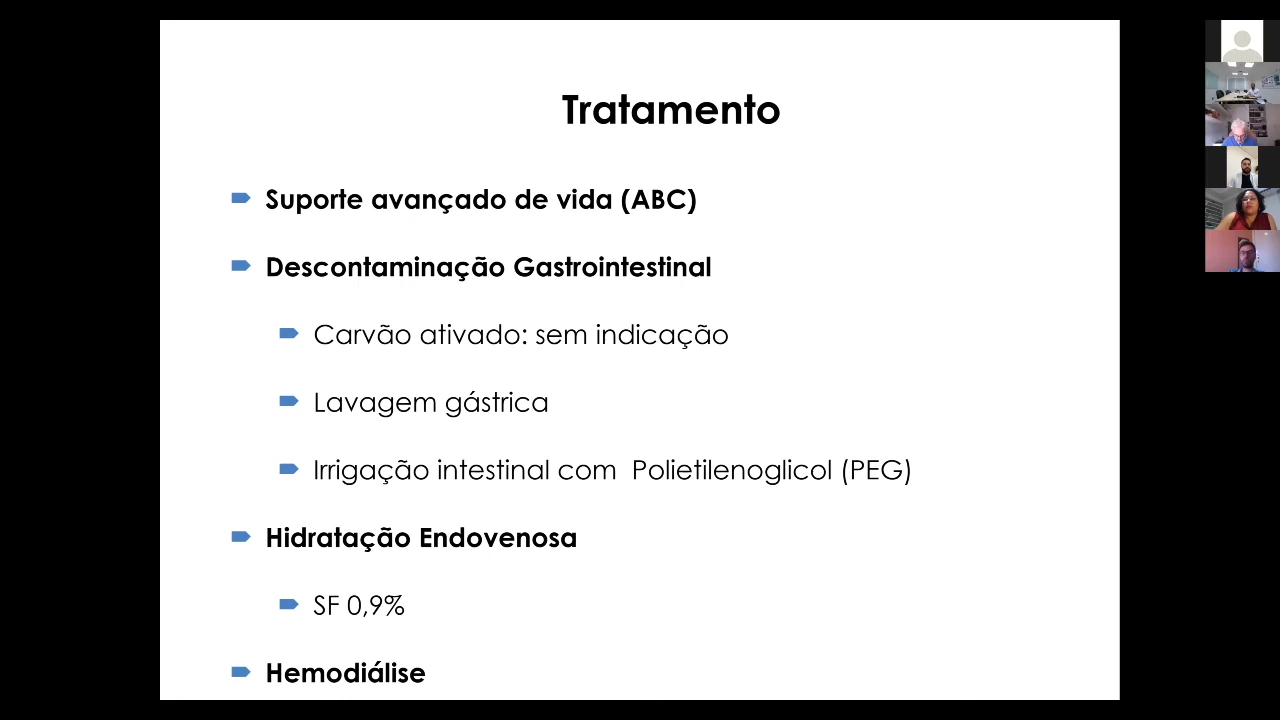 Tratamento
Suporte avançado de vida (ABC)
Descontaminação Gastrointestinal
Carvão ativado: sem indicação
Lavagem gástrica
Irrigação intestinal com  Polietilenoglicol (PEG)
Hidratação Endovenosa
SF 0,9%
Hemodiálise